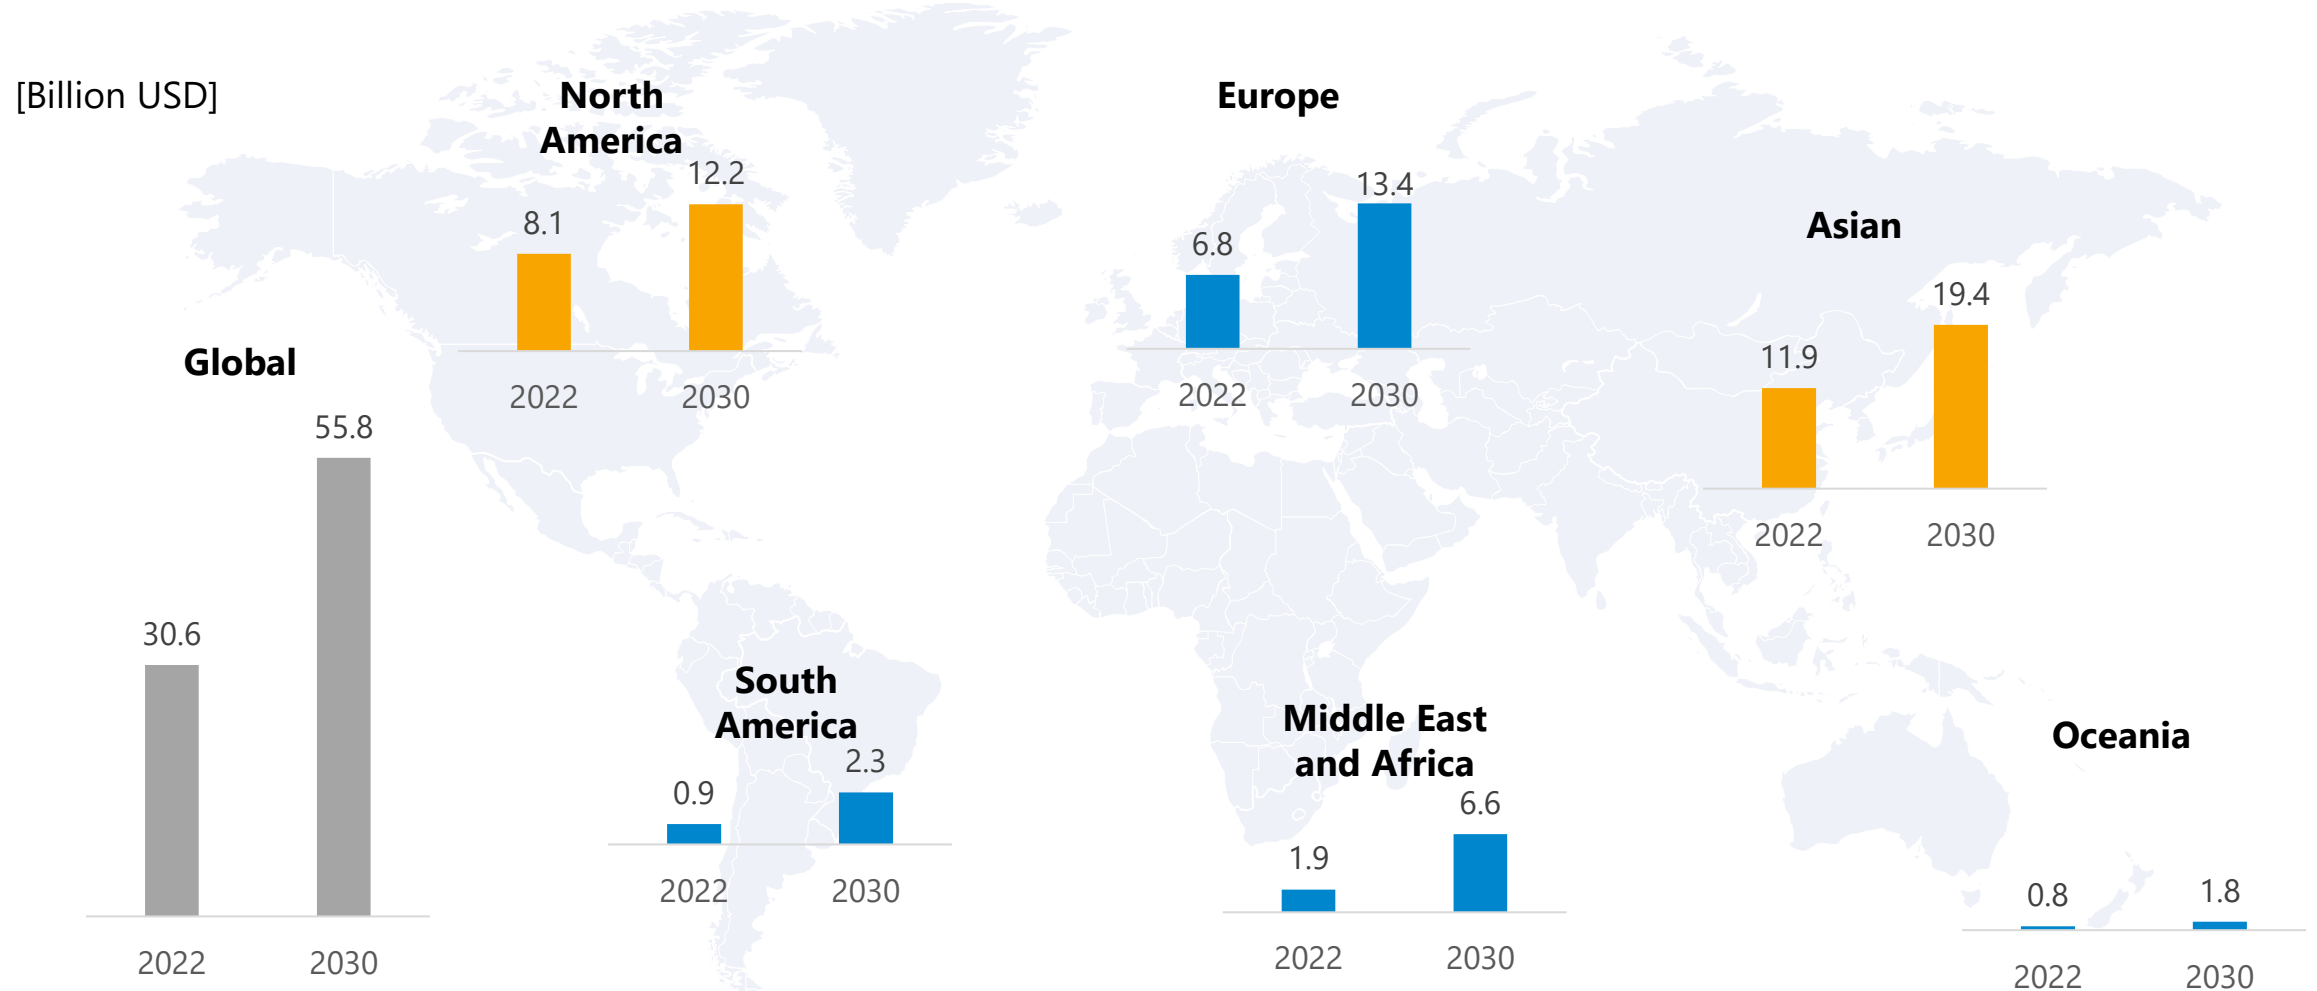 [Billion USD]
North
America
8.1
12.2
2022
2030
Europe
6.8
13.4
2022
2030
Asian
11.9
19.4
2022
2030
Global
30.6
55.8
2022
2030
South
America
0.9
2.3
2022
2030
Middle East
and Africa
1.9
6.6
2022
2030
Oceania
0.8
1.8
2022
2030